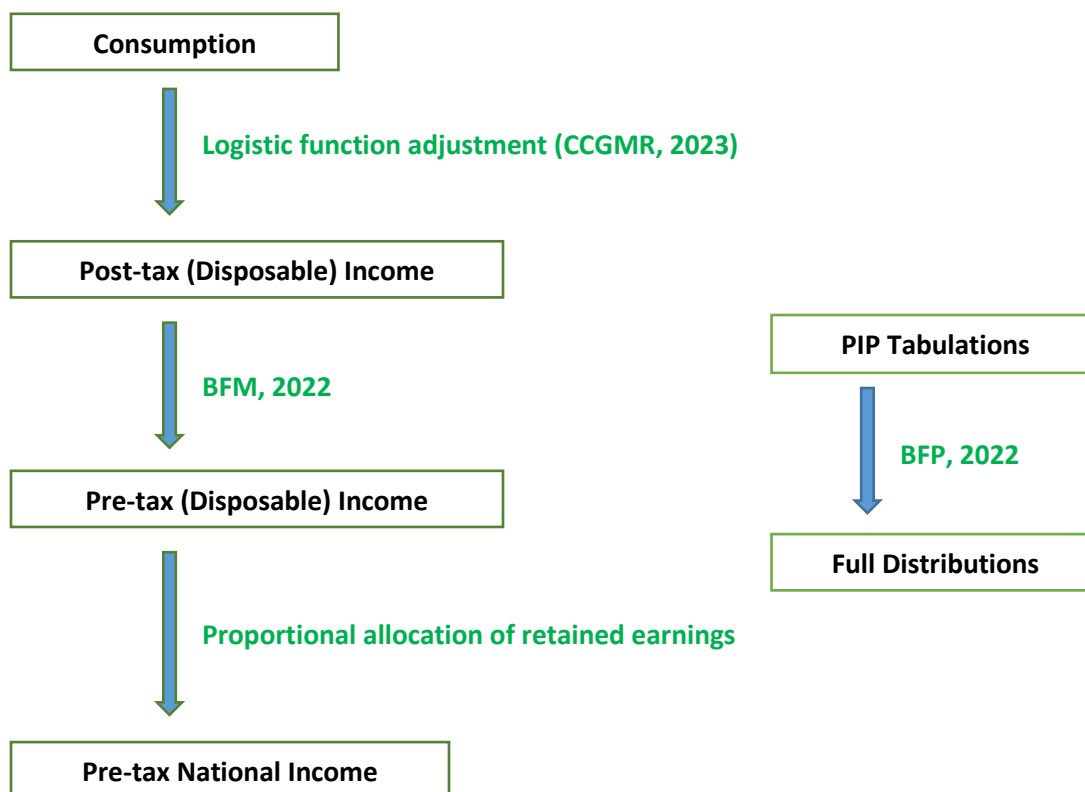 Consumption
Logistic function adjustment (CCGMR, 2023)
Post-tax (Disposable) Income
BFM, 2022
Pre-tax (Disposable) Income
Proportional allocation of retained earnings
Pre-tax National Income
PIP Tabulations
BFP, 2022
Full Distributions